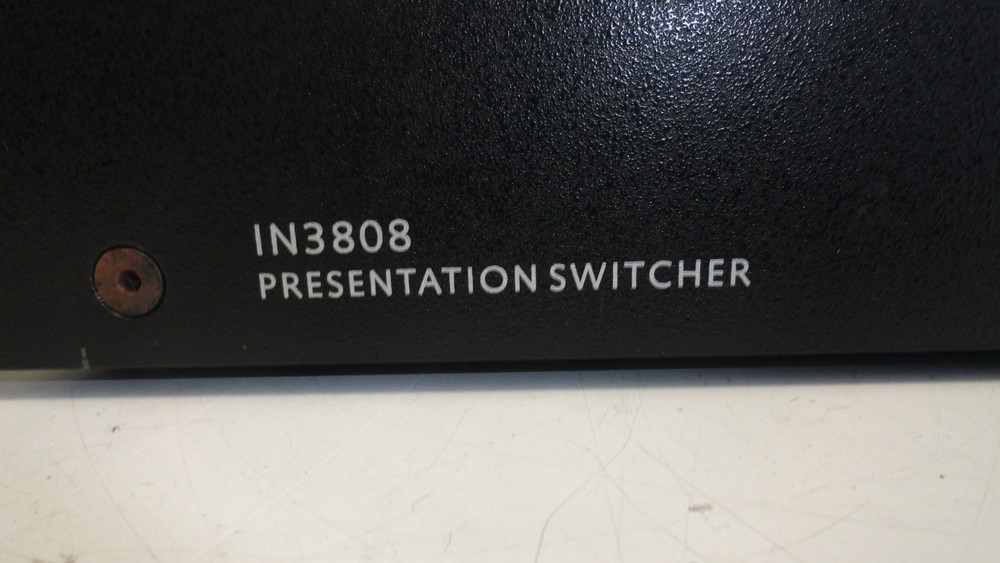 IN3808
PRESENTATION SWITCHER